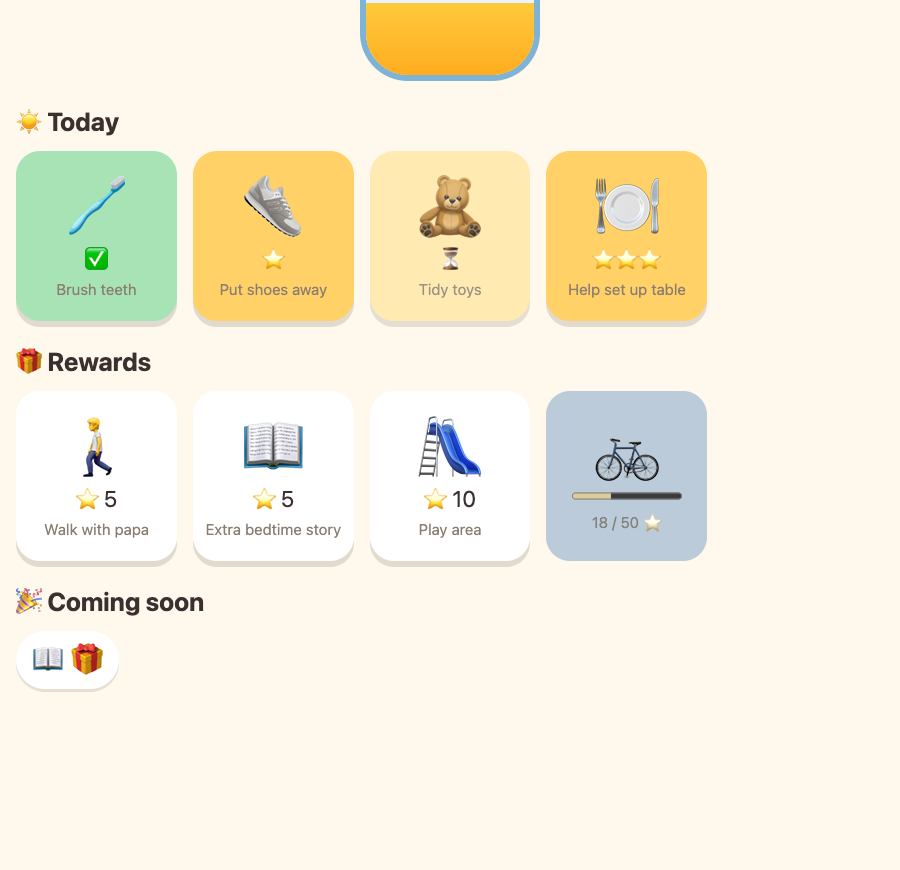 Today
Brush teeth
Put shoes away
Tidy toys
Help set up table
Rewards
5
Walk with papa
5
Extra bedtime story
10
Play area
18 / 50
Coming soon